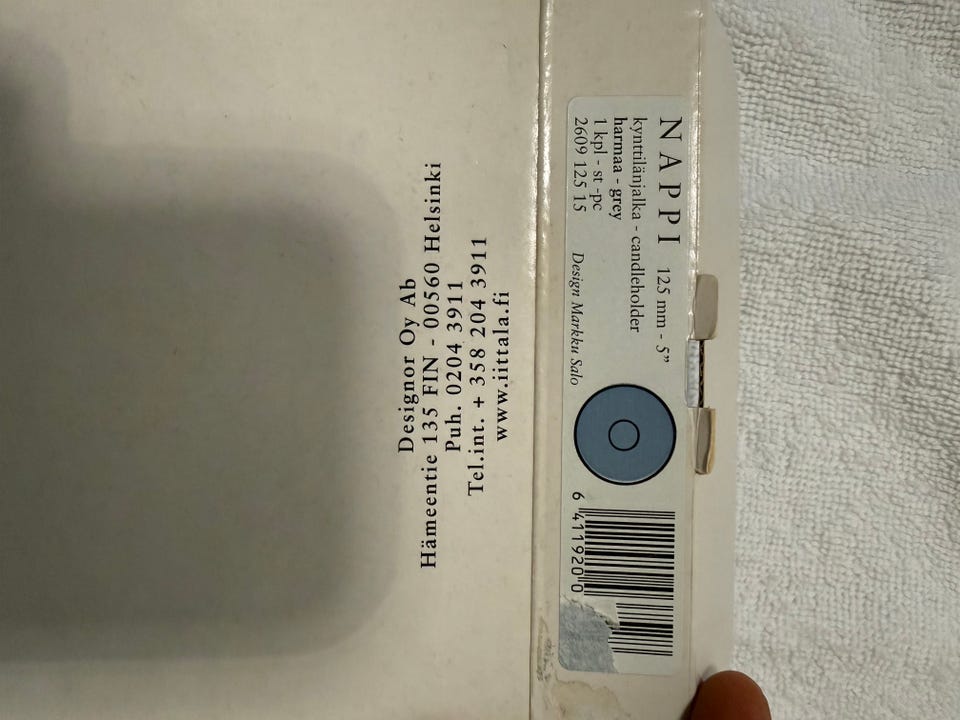 NAPPI 125 mm - 5”
kynttilänjalka - candleholder
harmaa - grey
1 kpl - st -pc
2609 125 15
Design Markku Salo
6 411920 0
Designor Oy Ab
Hämeentie 135 FIN - 00560 Helsinki
Puh. 0204 3911
Tel.int. + 358 204 3911
www.iittala.fi